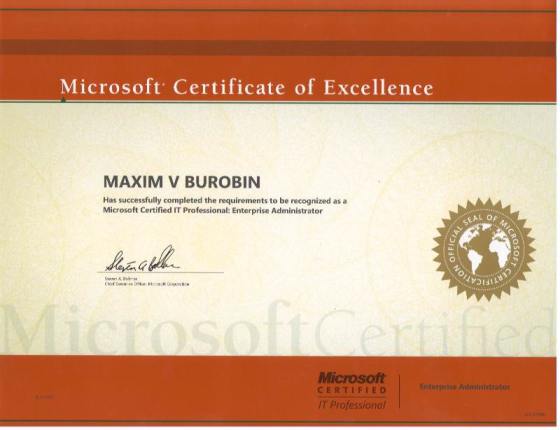 Microsoft® Certificate of Excellence
MAXIM V BUROBIN
Has successfully completed the requirements to be recognized as a
Microsoft Certified IT Professional: Enterprise Administrator
Steven A. Ballmer
Chief Executive Officer, Microsoft Corporation
OFFICIAL SEAL OF MICROSOFT CERTIFICATION
Microsoft Certified
Microsoft
CERTIFIED
IT Professional
Enterprise Administrator